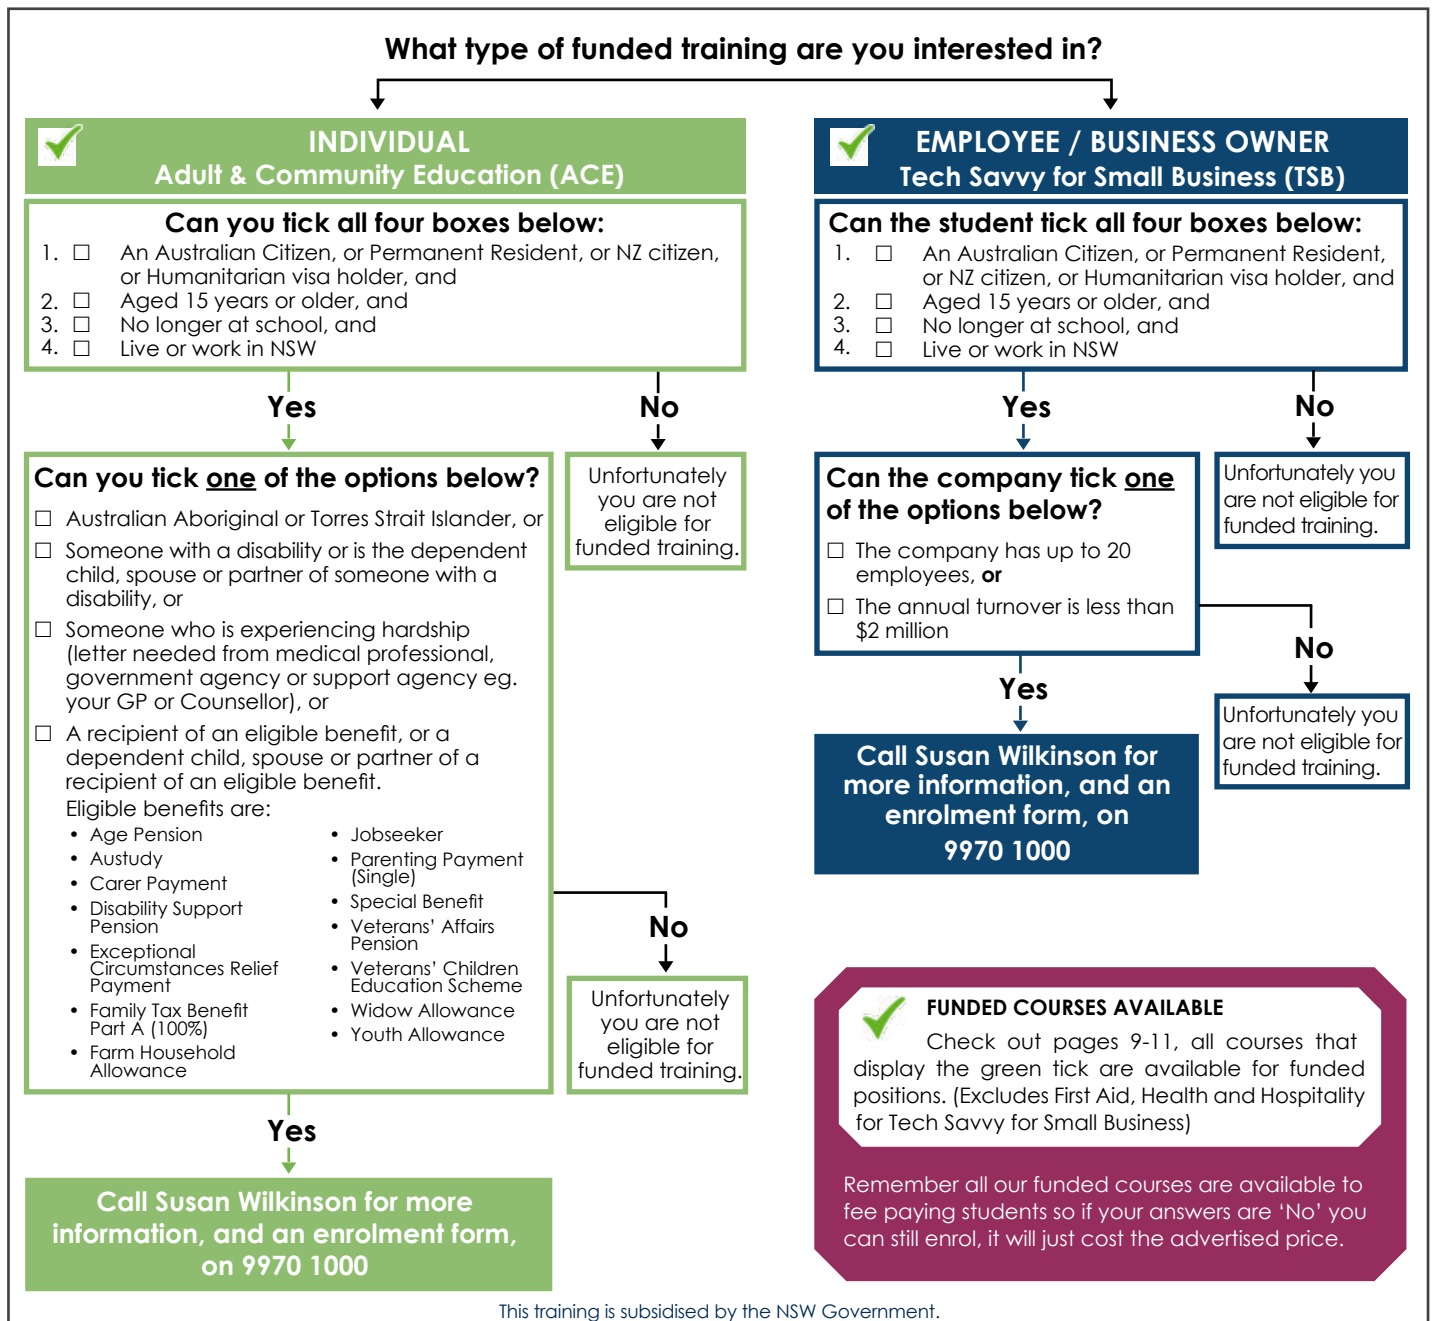 What type of funded training are you interested in?
INDIVIDUAL
Adult & Community Education (ACE)
Can you tick all four boxes below:
1. ☐ An Australian Citizen, or Permanent Resident, or NZ citizen,
or Humanitarian visa holder, and
2. ☐ Aged 15 years or older, and
3. ☐ No longer at school, and
4. ☐ Live or work in NSW
Yes
No
Can you tick one of the options below?
☐ Australian Aboriginal or Torres Strait Islander, or
☐ Someone with a disability or is the dependent
child, spouse or partner of someone with a
disability, or
☐ Someone who is experiencing hardship
(letter needed from medical professional,
government agency or support agency eg.
your GP or Counsellor), or
☐ A recipient of an eligible benefit, or a
dependent child, spouse or partner of a
recipient of an eligible benefit.
Eligible benefits are:
• Age Pension
• Austudy
• Carer Payment
• Disability Support
Pension
• Exceptional
Circumstances Relief
Payment
• Family Tax Benefit
Part A (100%)
• Farm Household
Allowance
• Jobseeker
• Parenting Payment
(Single)
• Special Benefit
• Veterans' Affairs
Pension
• Veterans' Children
Education Scheme
• Widow Allowance
• Youth Allowance
Unfortunately
you are not
eligible for
funded training.
No
Unfortunately
you are not
eligible for
funded training.
Yes
Call Susan Wilkinson for more
information, and an enrolment form,
on 9970 1000
EMPLOYEE / BUSINESS OWNER
Tech Savvy for Small Business (TSB)
Can the student tick all four boxes below:
1. ☐ An Australian Citizen, or Permanent Resident,
or NZ citizen, or Humanitarian visa holder, and
2. ☐ Aged 15 years or older, and
3. ☐ No longer at school, and
4. ☐ Live or work in NSW
Yes
No
Can the company tick one
of the options below?
☐ The company has up to 20
employees, or
☐ The annual turnover is less than
$2 million
Unfortunately you
are not eligible for
funded training.
No
Unfortunately you
are not eligible for
funded training.
Yes
Call Susan Wilkinson for
more information, and an
enrolment form, on
9970 1000
FUNDED COURSES AVAILABLE
Check out pages 9-11, all courses that
display the green tick are available for funded
positions. (Excludes First Aid, Health and Hospitality
for Tech Savvy for Small Business)
Remember all our funded courses are available to
fee paying students so if your answers are 'No' you
can still enrol, it will just cost the advertised price.
This training is subsidised by the NSW Government.